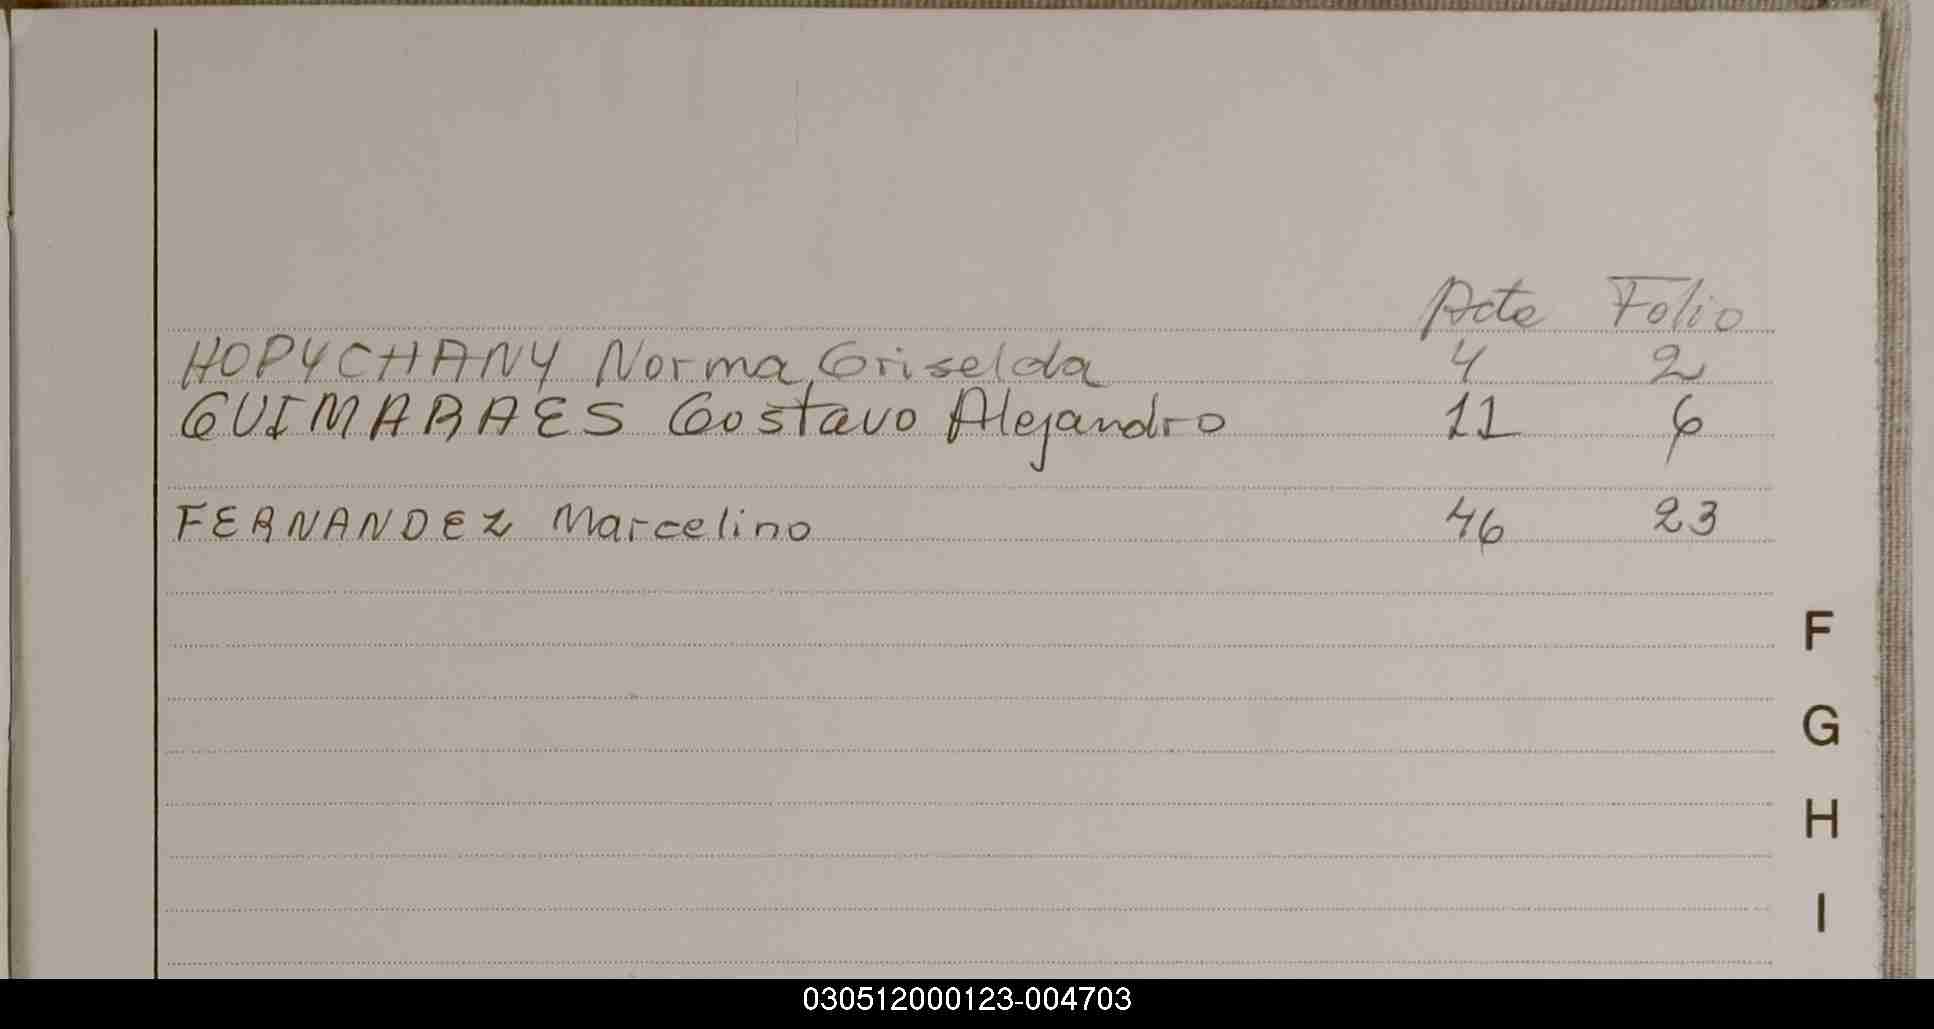 Acta Folio
HOPYCHANY Norma Griselda 4 2
GUIMARAES Gustavo Alejandro 11 6
FERNANDEZ Marcelino 46 23
F
G
H
I
030512000123-004703